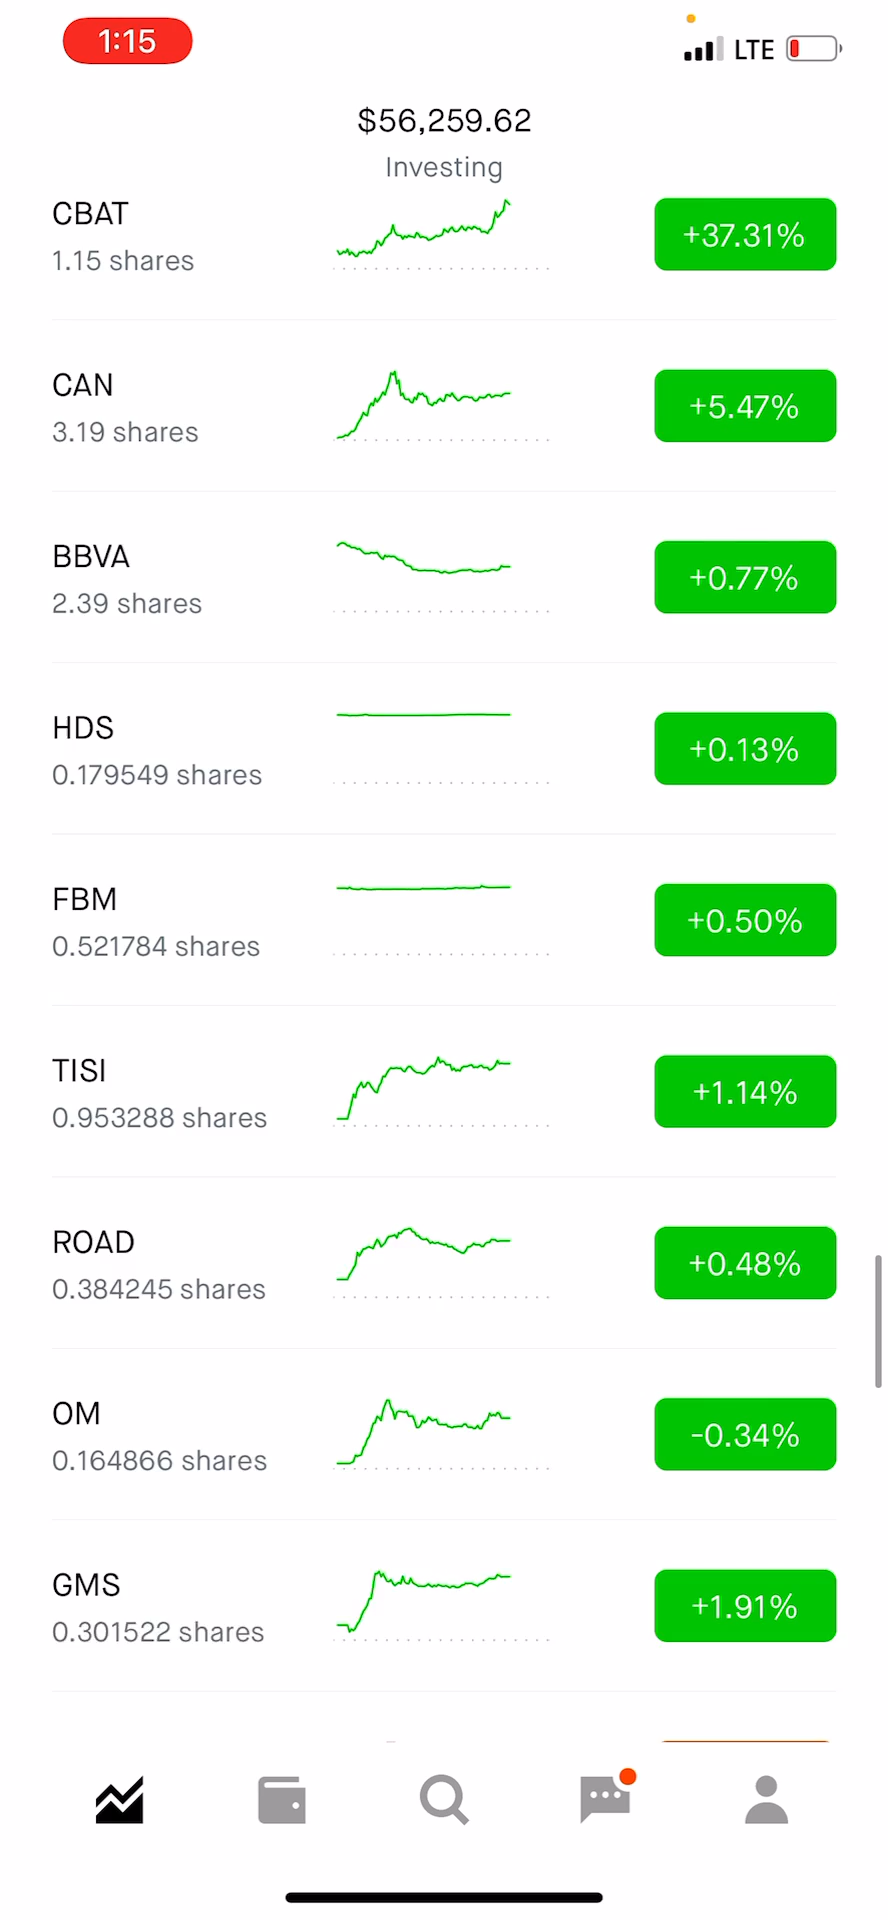 1:15
LTE
$56,259.62
Investing
CBAT
1.15 shares
+37.31%
CAN
3.19 shares
+5.47%
BBVA
2.39 shares
+0.77%
HDS
0.179549 shares
+0.13%
FBM
0.521784 shares
+0.50%
TISI
0.953288 shares
+1.14%
ROAD
0.384245 shares
+0.48%
OM
0.164866 shares
-0.34%
GMS
0.301522 shares
+1.91%